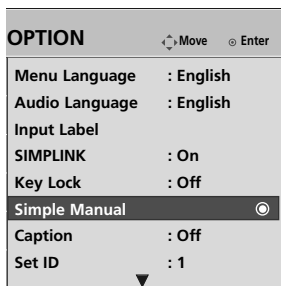 OPTION Move Enter
Menu Language : English
Audio Language : English
Input Label
SIMPLINK : On
Key Lock : Off
Simple Manual
Caption : Off
Set ID : 1